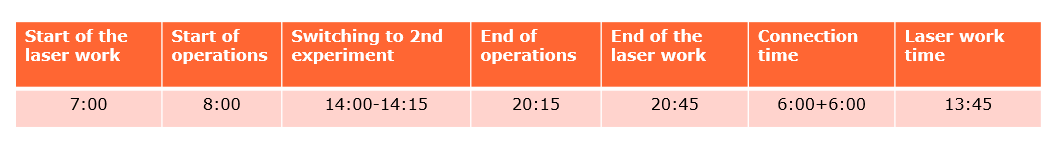 Start of the laser work
Start of operations
Switching to 2nd experiment
End of operations
End of the laser work
Connection time
Laser work time
7:00
8:00
14:00-14:15
20:15
20:45
6:00+6:00
13:45